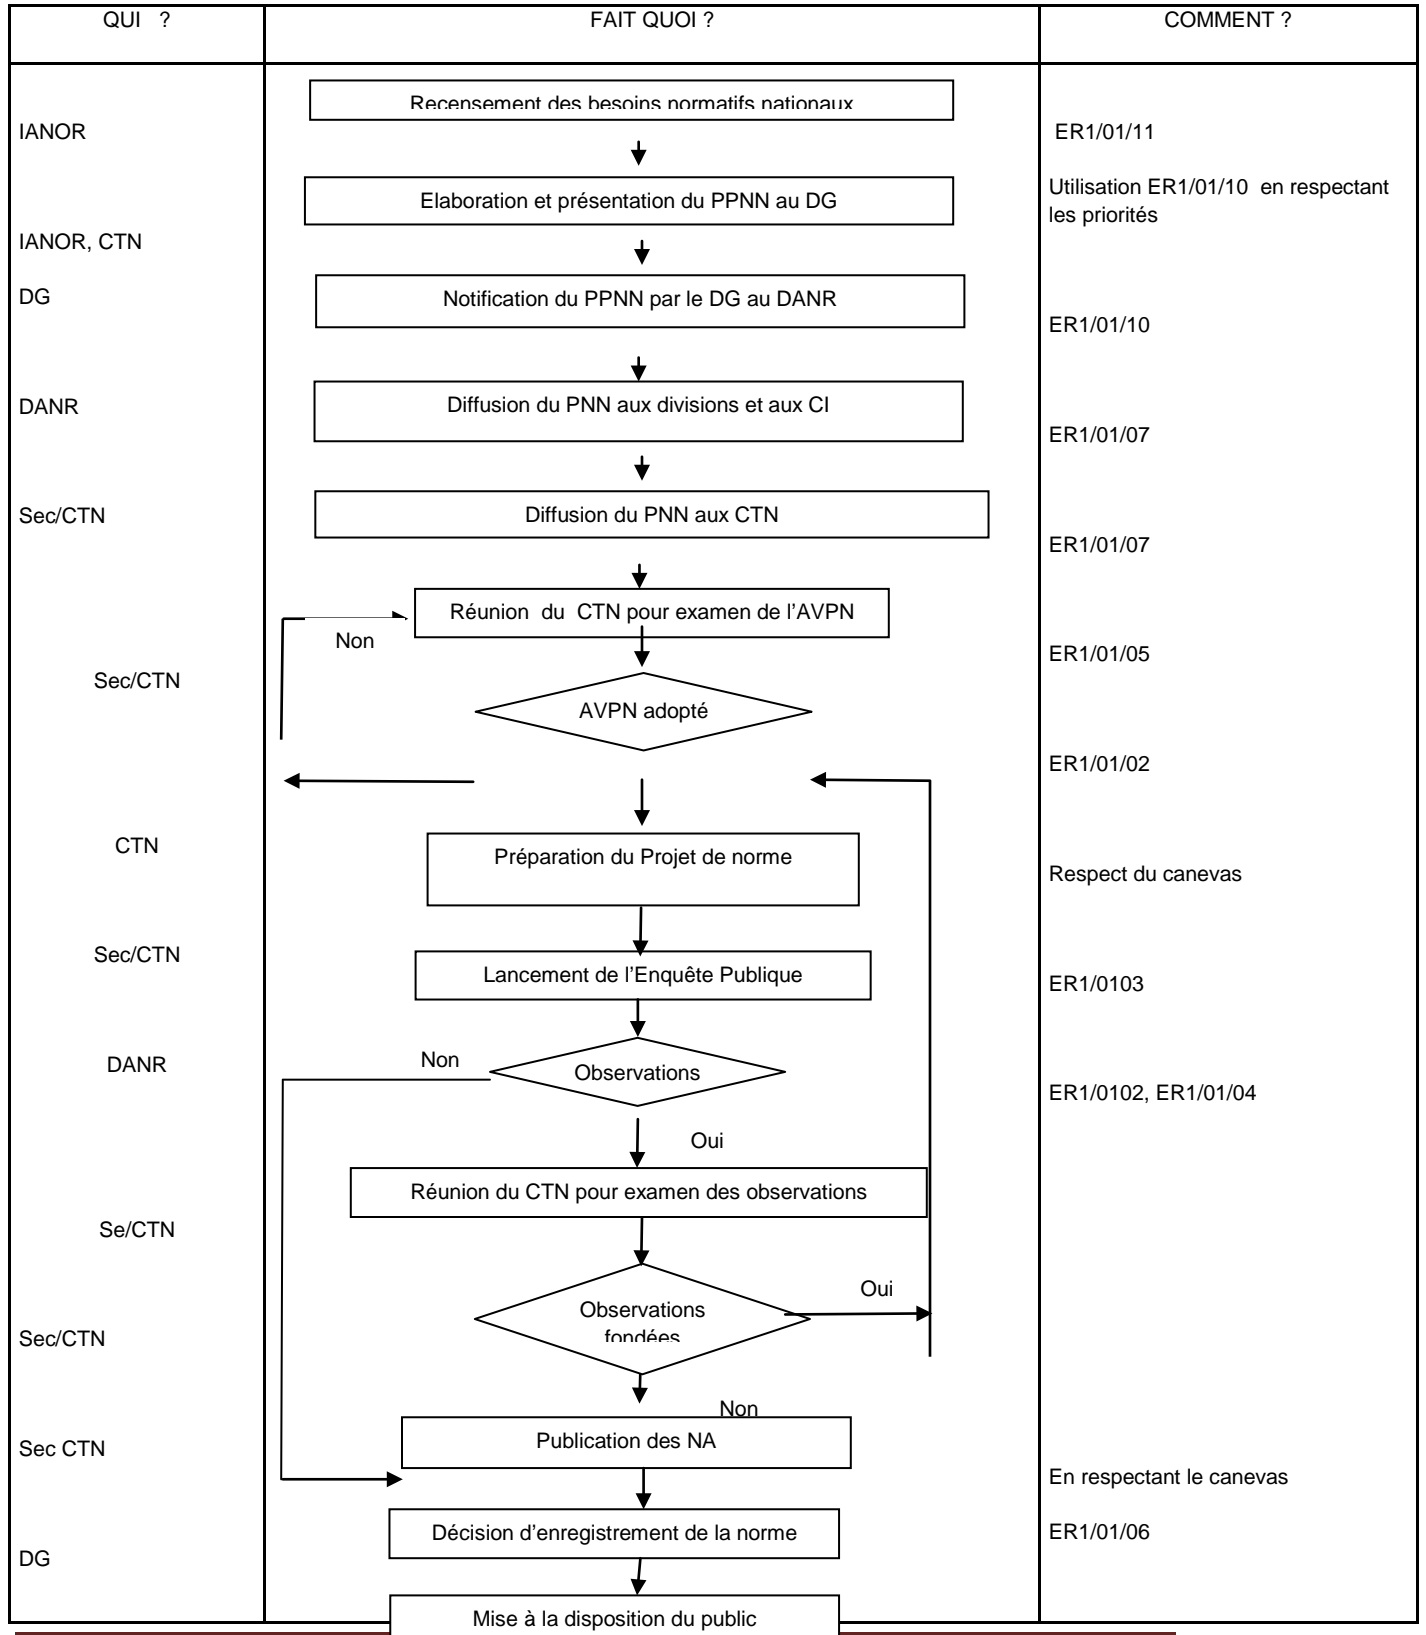 QUI ?
FAIT QUOI ?
COMMENT ?
Recensement des besoins normatifs nationaux
IANOR
ER1/01/11
Elaboration et présentation du PPNN au DG
Utilisation ER1/01/10 en respectant
les priorités
IANOR, CTN
DG
Notification du PPNN par le DG au DANR
ER1/01/10
DANR
Diffusion du PNN aux divisions et aux CI
ER1/01/07
Sec/CTN
Diffusion du PNN aux CTN
ER1/01/07
Réunion du CTN pour examen de l’AVPN
Non
ER1/01/05
Sec/CTN
AVPN adopté
ER1/01/02
CTN
Préparation du Projet de norme
Respect du canevas
Sec/CTN
Lancement de l’Enquête Publique
ER1/0103
DANR
Non
Observations
ER1/0102, ER1/01/04
Oui
Réunion du CTN pour examen des observations
Se/CTN
Oui
Observations
fondées
Sec/CTN
Non
Publication des NA
Sec CTN
En respectant le canevas
Décision d’enregistrement de la norme
ER1/01/06
DG
Mise à la disposition du public